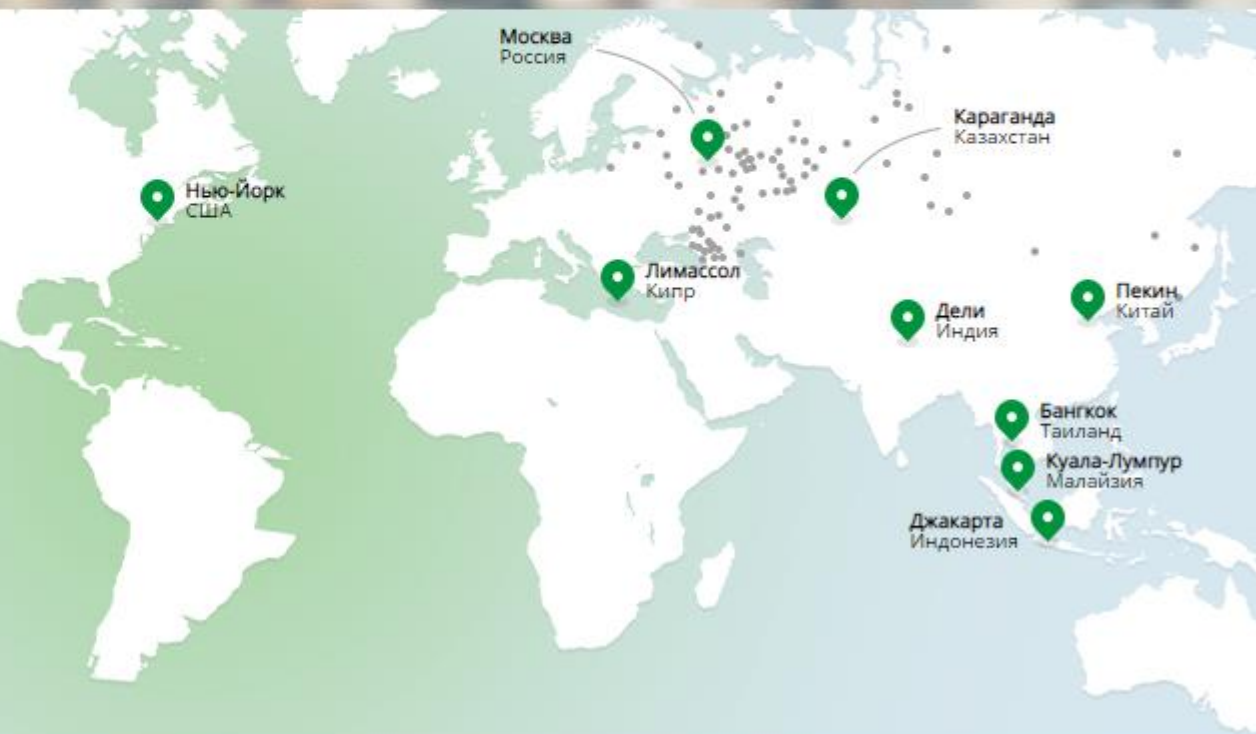 Москва
Россия
Караганда
Казахстан
Нью-Йорк
США
Лимассол
Кипр
Дели
Индия
Пекин,
Китай
Бангкок
Таиланд
Куала-Лумпур
Малайзия
Джакарта
Индонезия